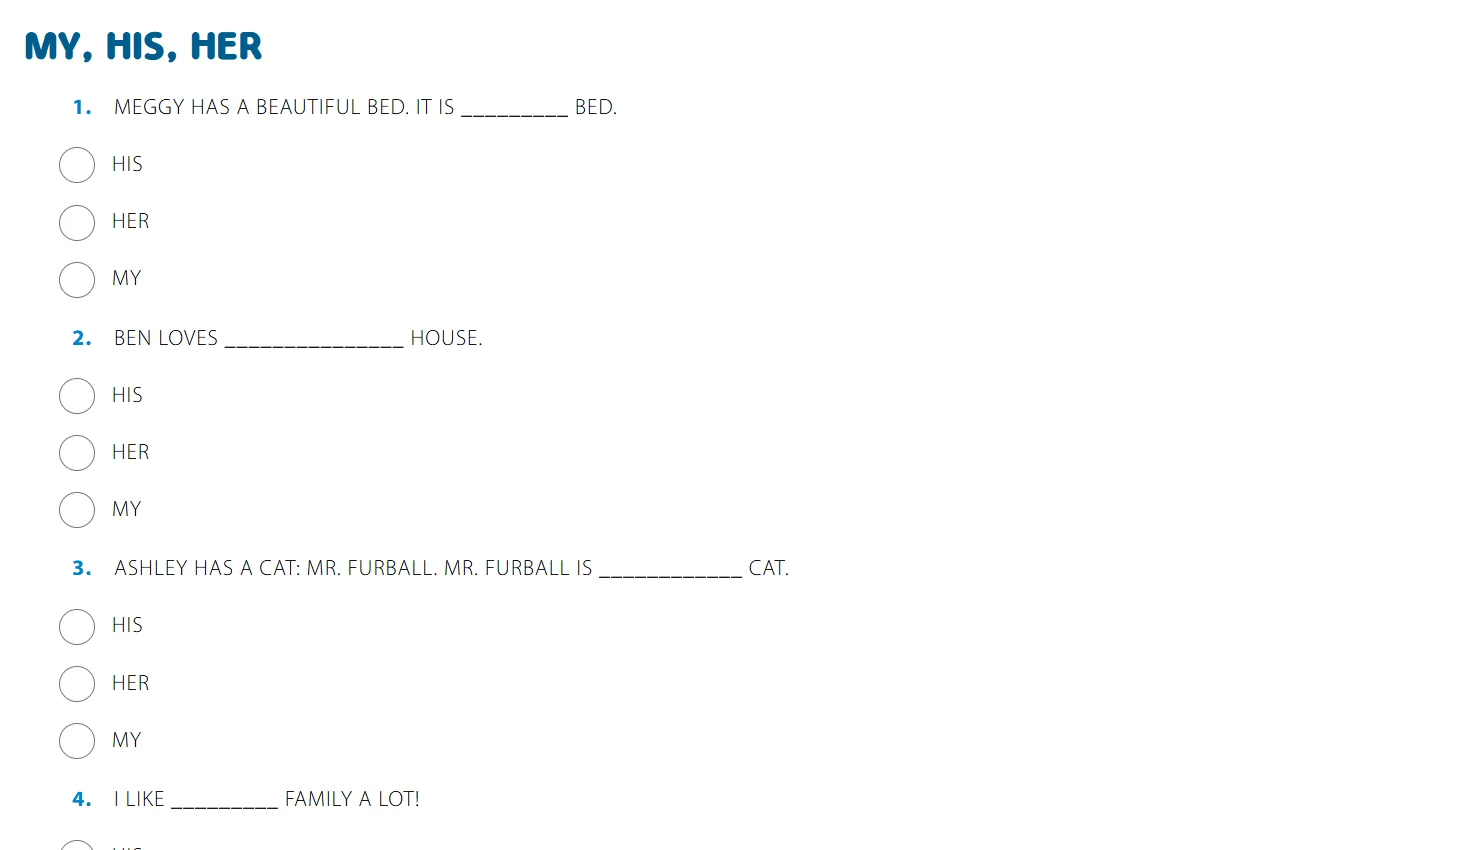 MY, HIS, HER
1. MEGGY HAS A BEAUTIFUL BED. IT IS _________ BED.
HIS
HER
MY
2. BEN LOVES _______________ HOUSE.
HIS
HER
MY
3. ASHLEY HAS A CAT: MR. FURBALL. MR. FURBALL IS ____________ CAT.
HIS
HER
MY
4. I LIKE _________ FAMILY A LOT!